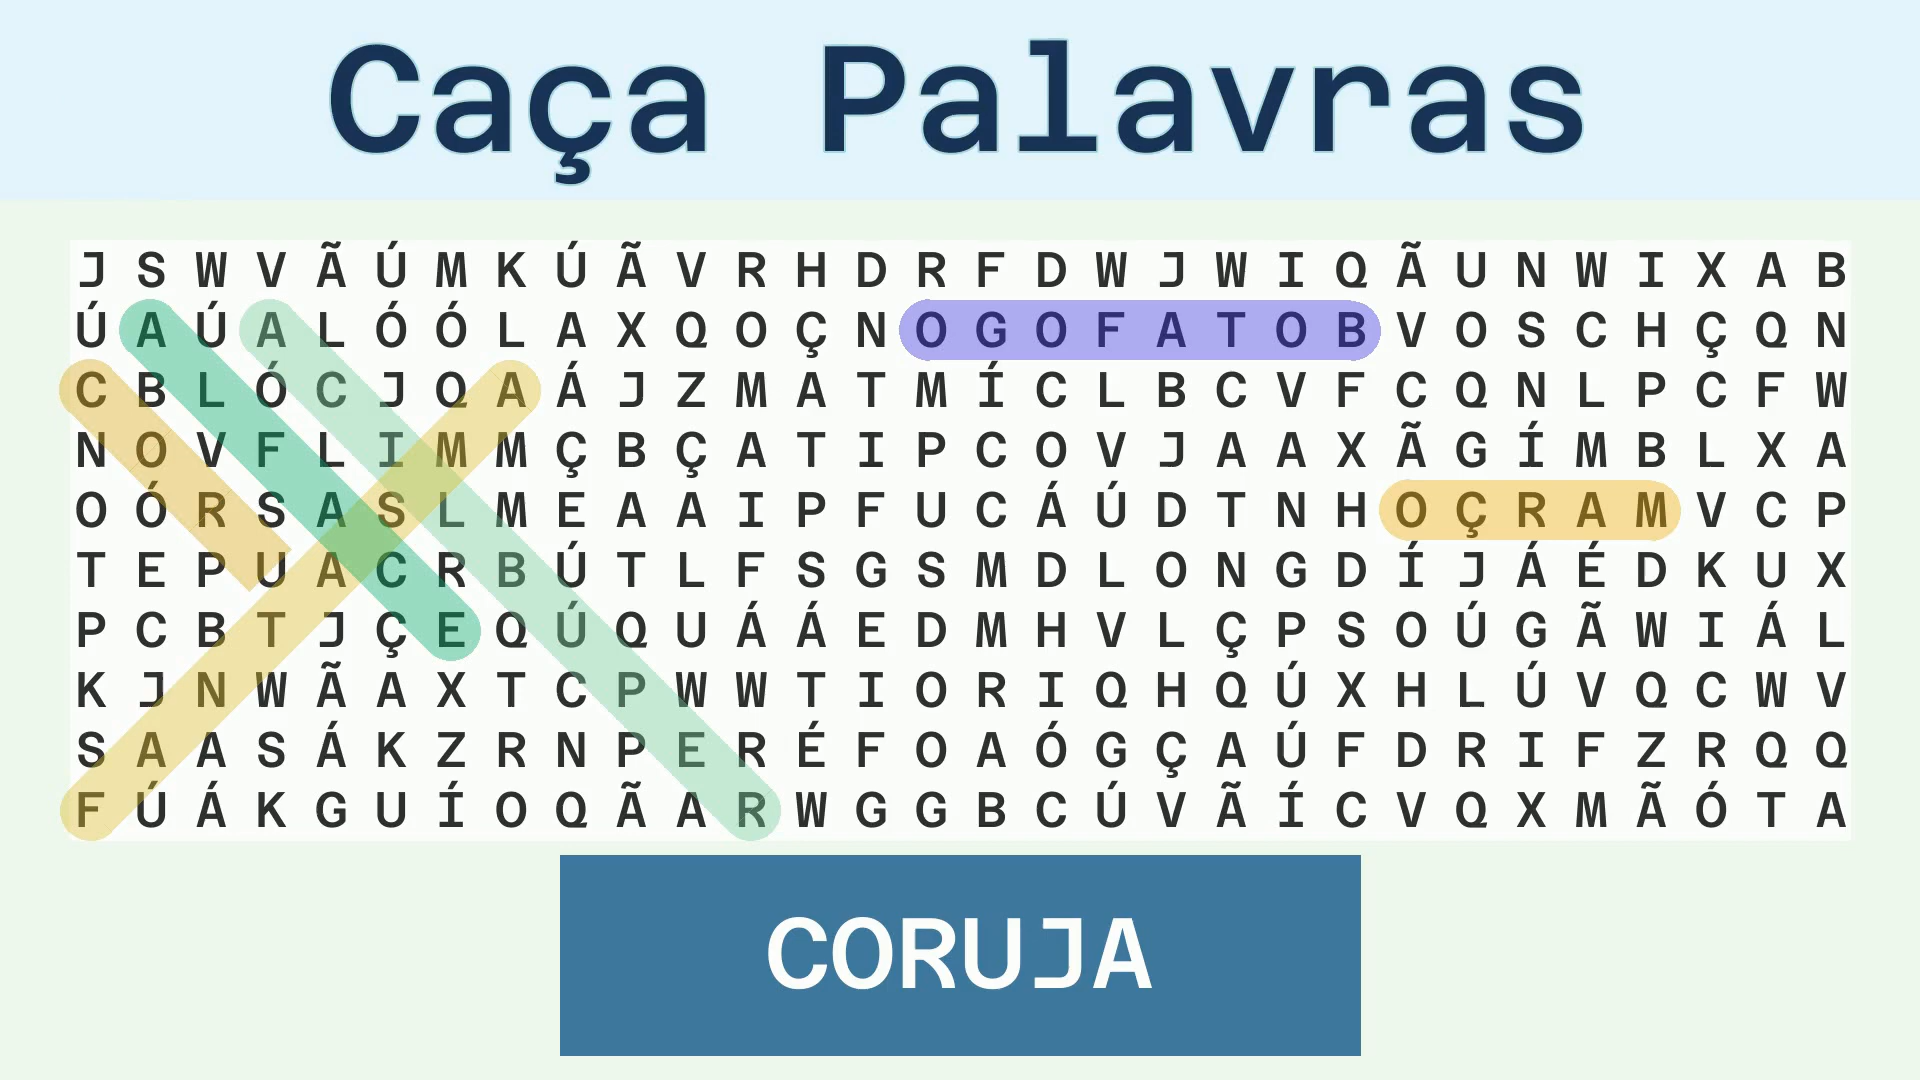 Caça Palavras
J S W V Ã Ú M K Ú Ã V R H D R F D W J W I Q Ã U N W I X A B
Ú A Ú A L Ó Ó L A X Q O Ç N O G O F A T O B V O S C H Ç Q N
C B L Ó C J Q A Á J Z M A T M Í C L B C V F C Q N L P C F W
N O V F L I M M Ç B Ç A T I P C O V J A A X Ã G Í M B L X A
O Ó R S A S L M E A A I P F U C Á Ú D T N H O Ç R A M V C P
T E P U A C R B Ú T L F S G S M D L O N G D Í J Á É D K U X
P C B T J Ç E Q Ú Q U Á Á E D M H V L Ç P S O Ú G Ã W I Á L
K J N W Ã A X T C P W W T I O R I Q H Q Ú X H L Ú V Q C W V
S A A S Á K Z R N P E R É F O A Ó G Ç A Ú F D R I F Z R Q Q
F Ú Á K G U Í O Q Ã A R W G G B C Ú V Ã Í C V Q X M Ã Ó T A
CORUJA